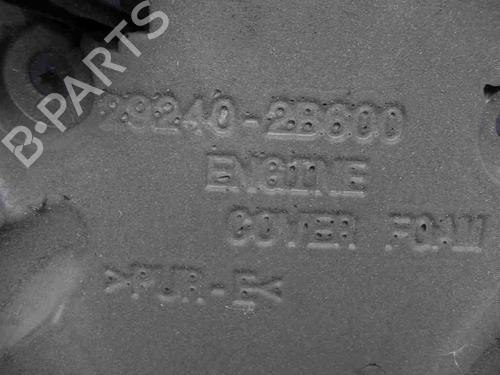 B-PARTS
29240-2B600
ENGINE
COVER FOAM
>PUR-E<